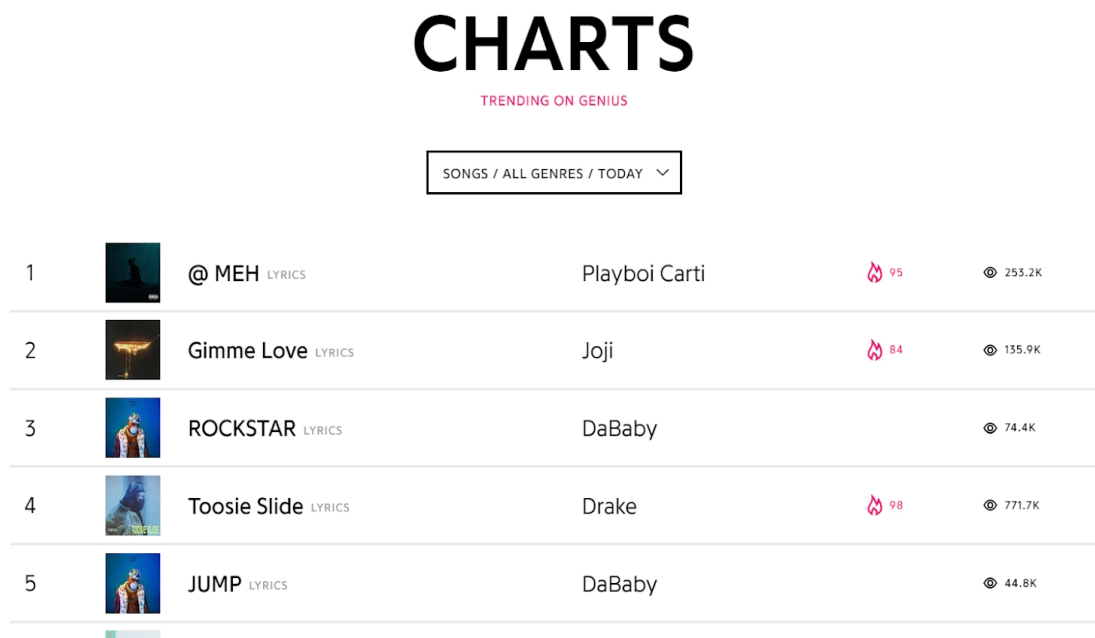 CHARTS
TRENDING ON GENIUS
SONGS / ALL GENRES / TODAY
1 @ MEH LYRICS Playboi Carti 95 253.2K
2 Gimme Love LYRICS Joji 84 135.9K
3 ROCKSTAR LYRICS DaBaby 74.4K
4 Toosie Slide LYRICS Drake 98 771.7K
TOOSIE SLIDE
5 JUMP LYRICS DaBaby 44.8K